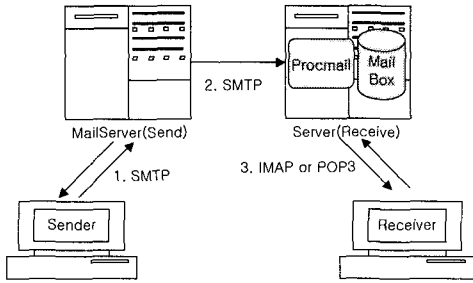 Procmail
Mail
Box
2. SMTP
MailServer(Send)
Server(Receive)
1. SMTP
3. IMAP or POP3
Sender
Receiver